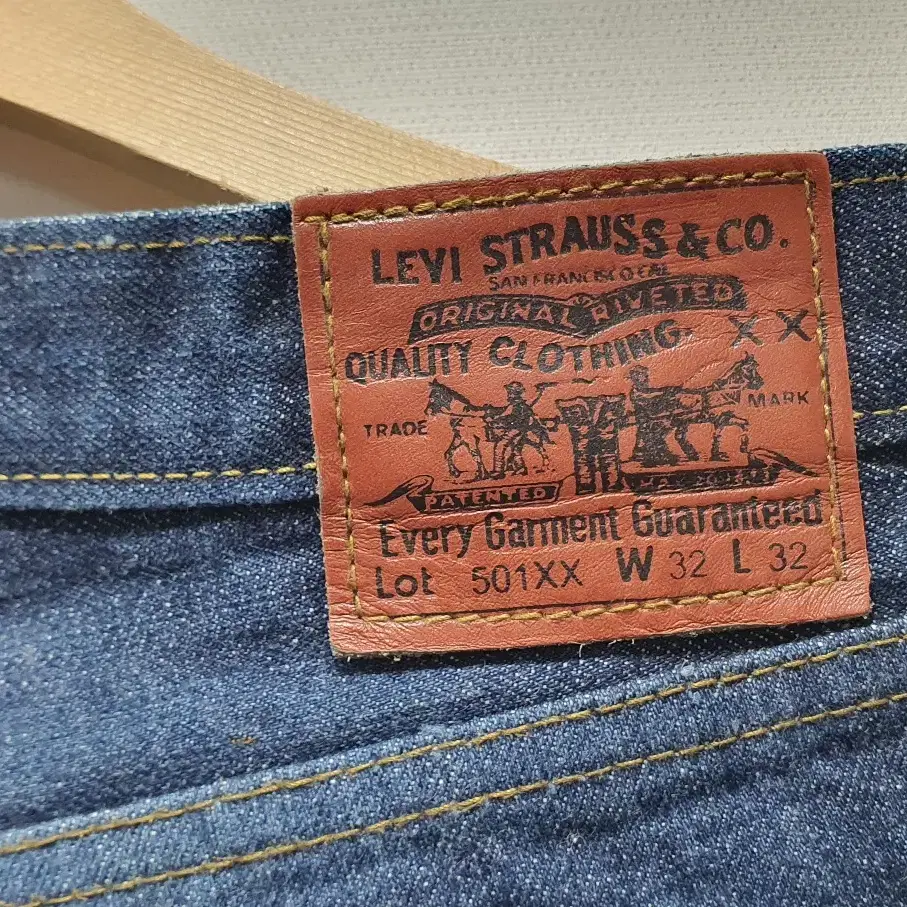 LEVI STRAUSS & CO.
SAN FRANCISCO CAL
ORIGINAL RIVETED
QUALITY CLOTHING. XX
TRADE MARK
PATENTED
Every Garment Guaranteed
Lot 501XX W 32 L 32